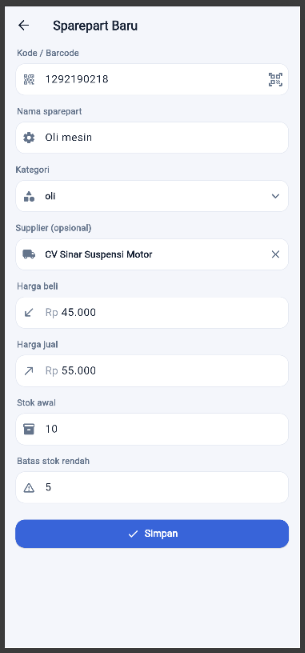 Sparepart Baru
Kode / Barcode
1292190218
Nama sparepart
Oli mesin
Kategori
oli
Supplier (opsional)
CV Sinar Suspensi Motor
Harga beli
Rp 45.000
Harga jual
Rp 55.000
Stok awal
10
Batas stok rendah
5
Simpan